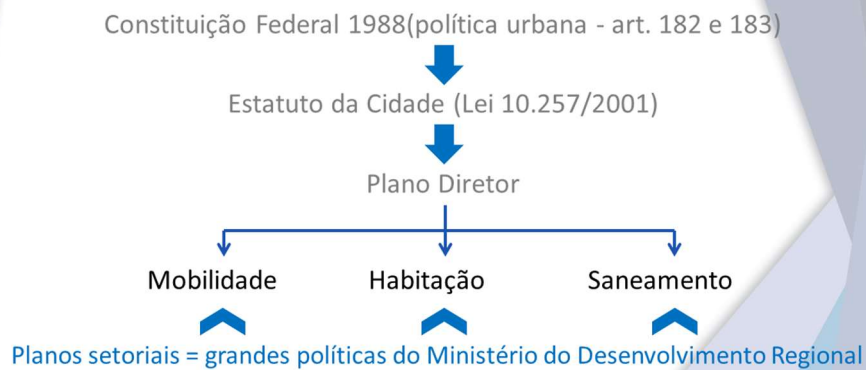 Constituição Federal 1988(política urbana - art. 182 e 183)
Estatuto da Cidade (Lei 10.257/2001)
Plano Diretor
Mobilidade Habitação Saneamento
Planos setoriais = grandes políticas do Ministério do Desenvolvimento Regional